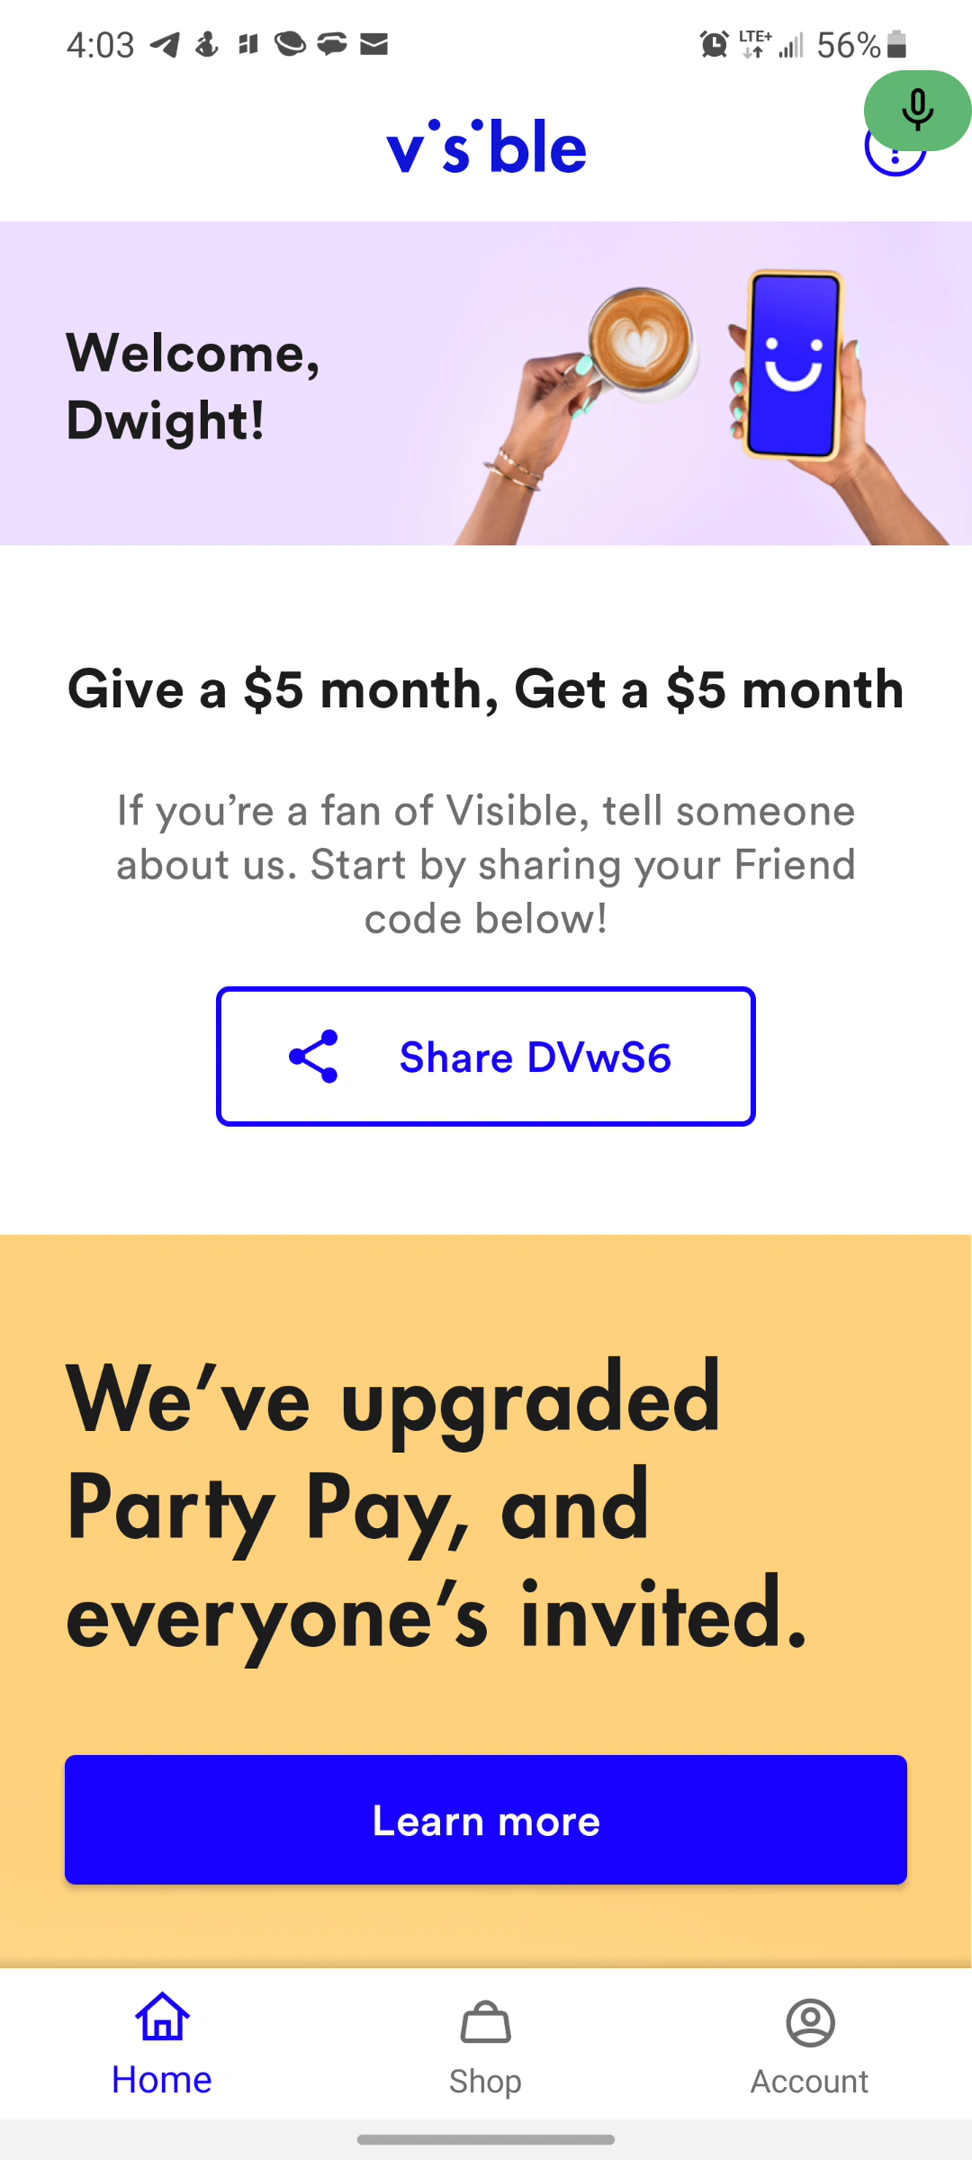 4:03 LTE+ 56%
visible
Welcome,
Dwight!
Give a $5 month, Get a $5 month
If you’re a fan of Visible, tell someone
about us. Start by sharing your Friend
code below!
Share DVwS6
We’ve upgraded
Party Pay, and
everyone’s invited.
Learn more
Home Shop Account